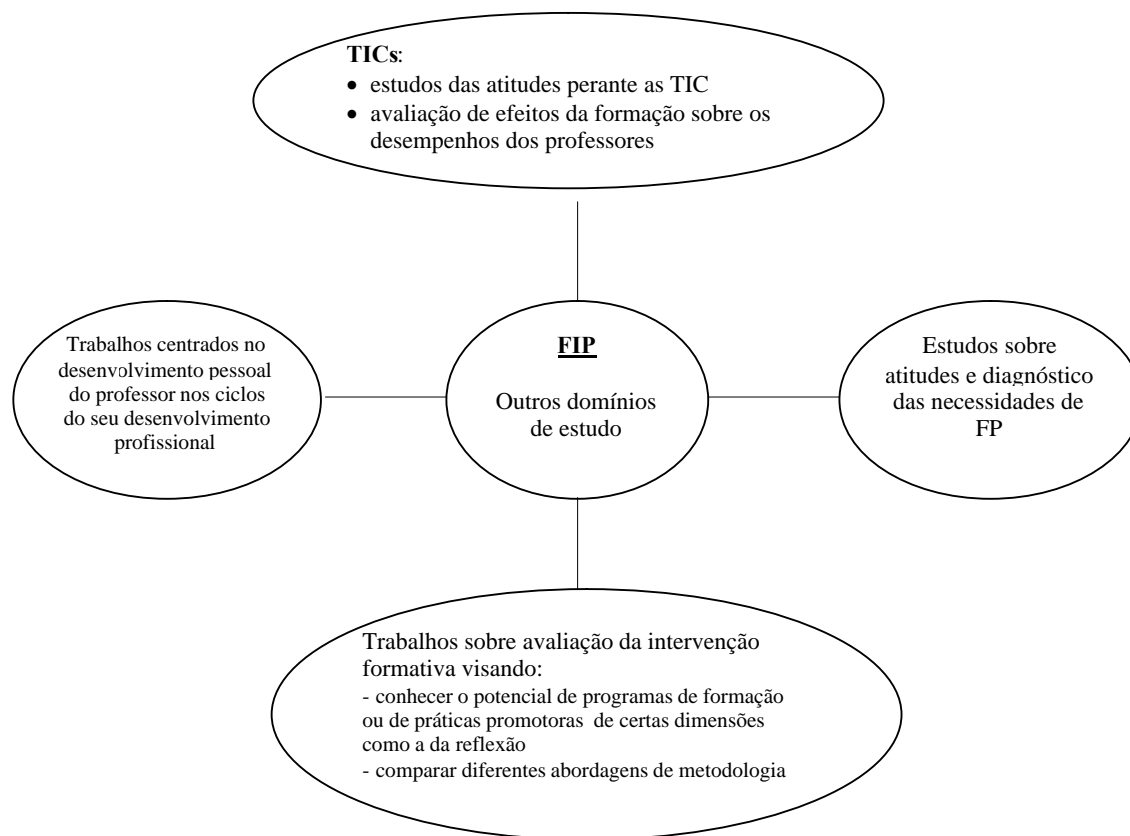 TICs:
• estudos das atitudes perante as TIC
• avaliação de efeitos da formação sobre os
desempenhos dos professores
Trabalhos centrados no
desenvolvimento pessoal
do professor nos ciclos
do seu desenvolvimento
profissional
FIP
Outros domínios
de estudo
Estudos sobre
atitudes e diagnóstico
das necessidades de
FP
Trabalhos sobre avaliação da intervenção
formativa visando:
- conhecer o potencial de programas de formação
ou de práticas promotoras de certas dimensões
como a da reflexão
- comparar diferentes abordagens de metodologia